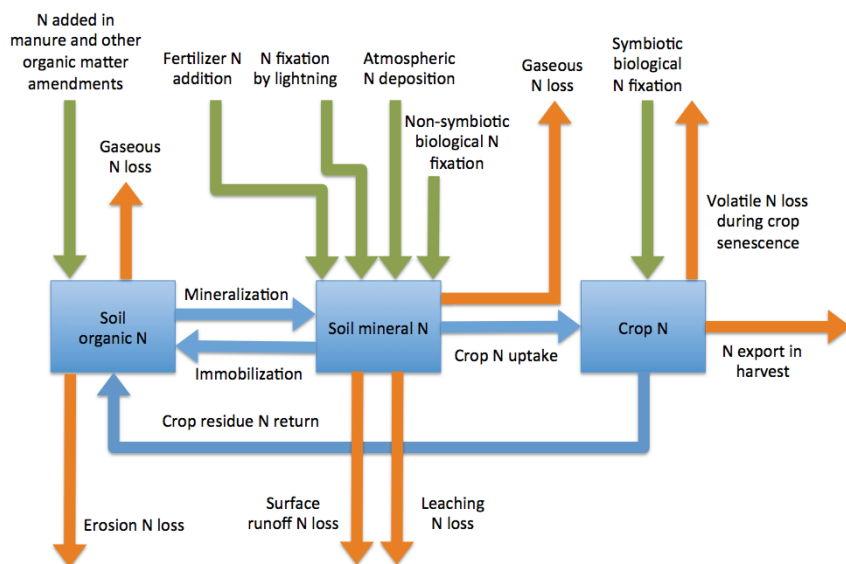 N added in
manure and other
organic matter
amendments
Fertilizer N
addition
N fixation
by lightning
Atmospheric
N deposition
Gaseous
N loss
Symbiotic
biological
N fixation
Non-symbiotic
biological N
fixation
Gaseous
N loss
Volatile N loss
during crop
senescence
Soil
organic N
Mineralization
Immobilization
Soil mineral N
Crop N uptake
Crop N
N export in
harvest
Crop residue N return
Erosion N loss
Surface
runoff N loss
Leaching
N loss